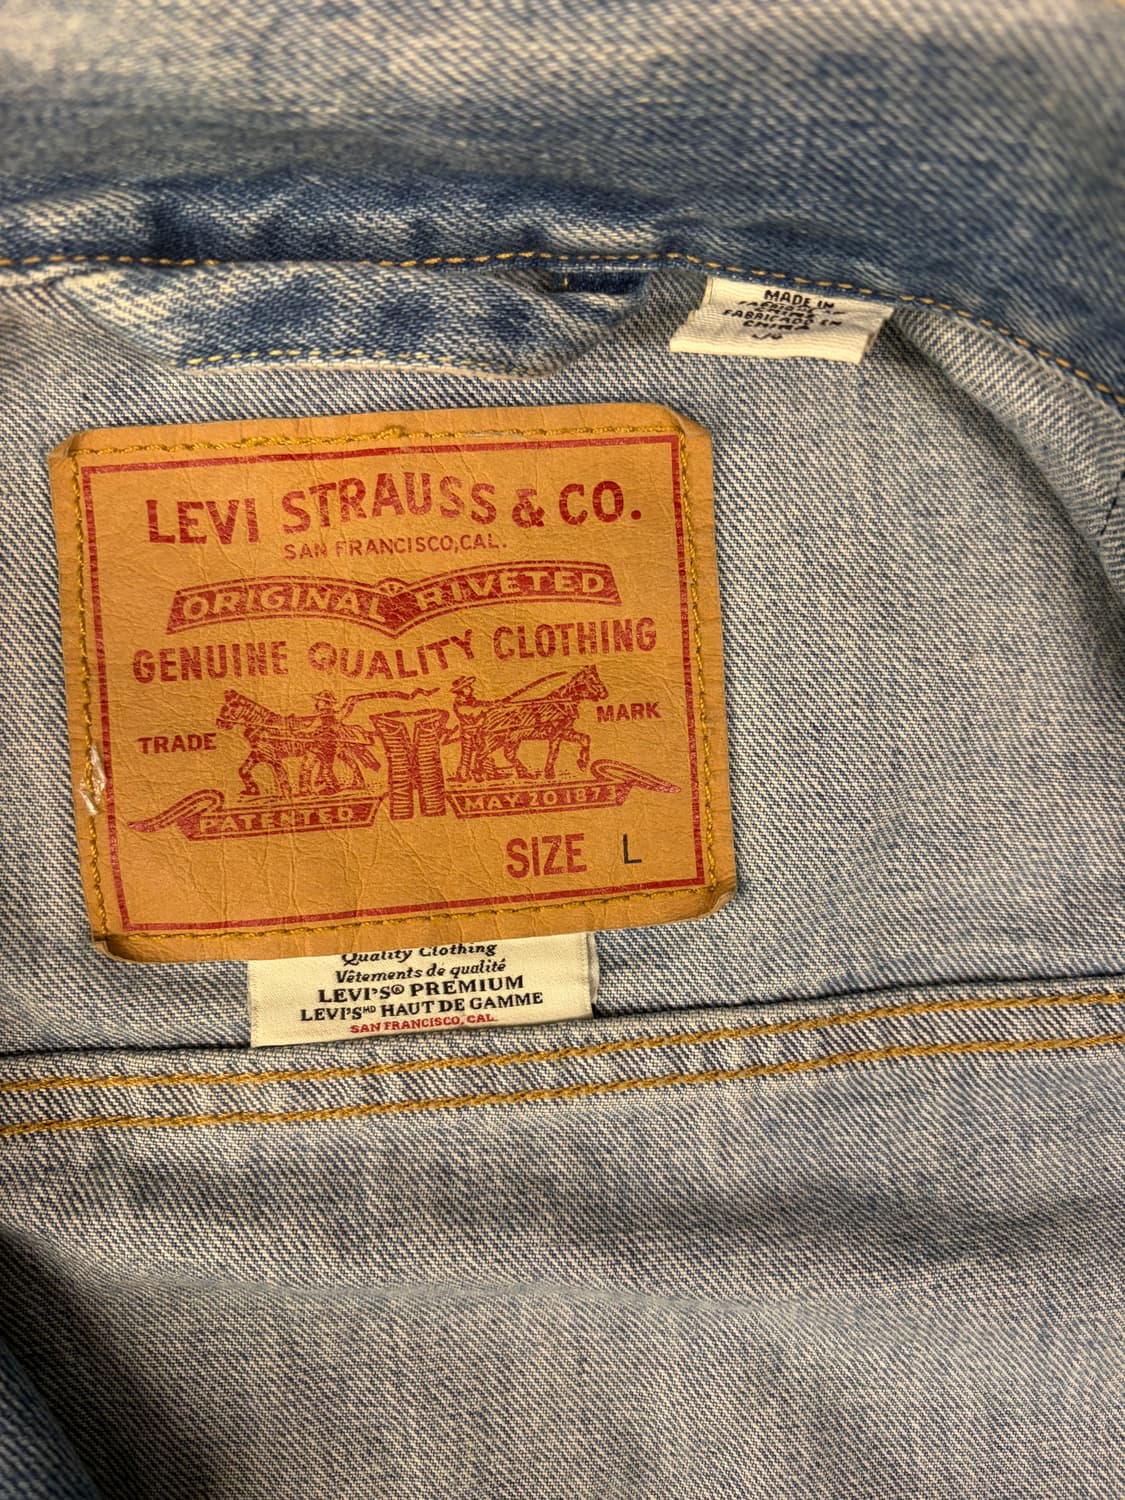 MADE IN
CHINA
FABRIQUÉ EN
CHINE
LEVI STRAUSS & CO.
SAN FRANCISCO, CAL.
ORIGINAL RIVETED
GENUINE QUALITY CLOTHING
TRADE MARK
PATENTED MAY 20 1873
SIZE L
Quality Clothing
Vêtements de qualité
LEVI'S® PREMIUM
LEVI'S MD HAUT DE GAMME
SAN FRANCISCO, CAL.